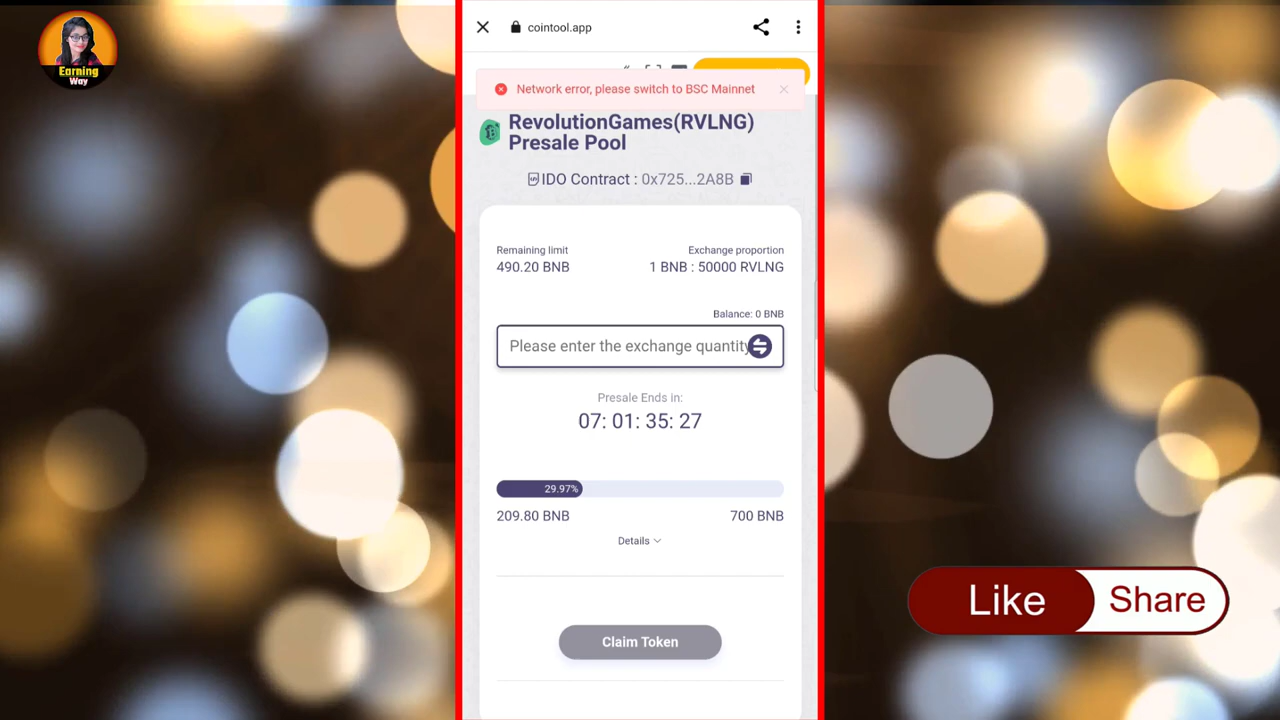 Earning
Way
cointool.app
Network error, please switch to BSC Mainnet
RevolutionGames(RVLNG)
Presale Pool
IDO Contract : 0x725...2A8B
Remaining limit
Exchange proportion
490.20 BNB
1 BNB : 50000 RVLNG
Balance: 0 BNB
Please enter the exchange quantity
Presale Ends in:
07: 01: 35: 27
29.97%
209.80 BNB
700 BNB
Details
Claim Token
Like
Share